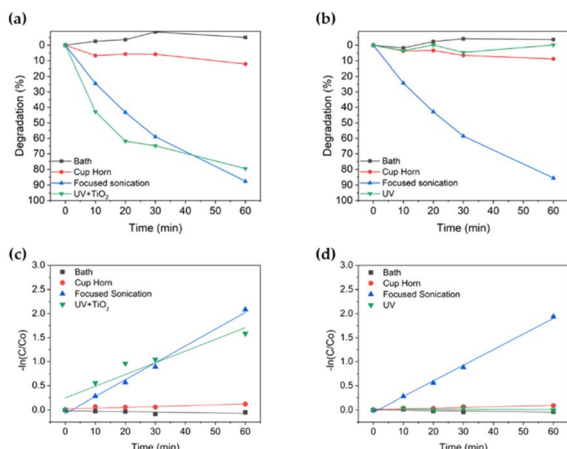 (a)
0
10
20
30
40
50
60
70
80
90
100
Degradation (%)
Bath
Cup Horn
Focused sonication
UV+TiO₂
0 10 20 30 40 50 60
Time (min)
(b)
0
10
20
30
40
50
60
70
80
90
100
Degradation (%)
Bath
Cup Horn
Focused sonication
UV
0 10 20 30 40 50 60
Time (min)
(c)
3.0
2.5
2.0
1.5
1.0
0.5
0.0
-ln(C/Co)
Bath
Cup Horn
Focused Sonication
UV+TiO₂
0 10 20 30 40 50 60
Time (min)
(d)
3.0
2.5
2.0
1.5
1.0
0.5
0.0
-ln(C/Co)
Bath
Cup Horn
Focused Sonication
UV
0 10 20 30 40 50 60
Time (min)